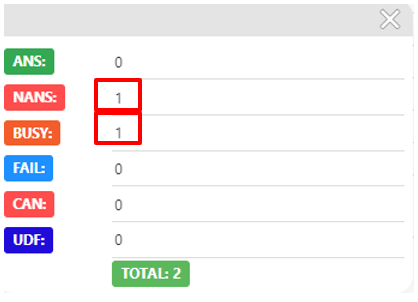 ANS: 0
NANS: 1
BUSY: 1
FAIL: 0
CAN: 0
UDF: 0
TOTAL: 2